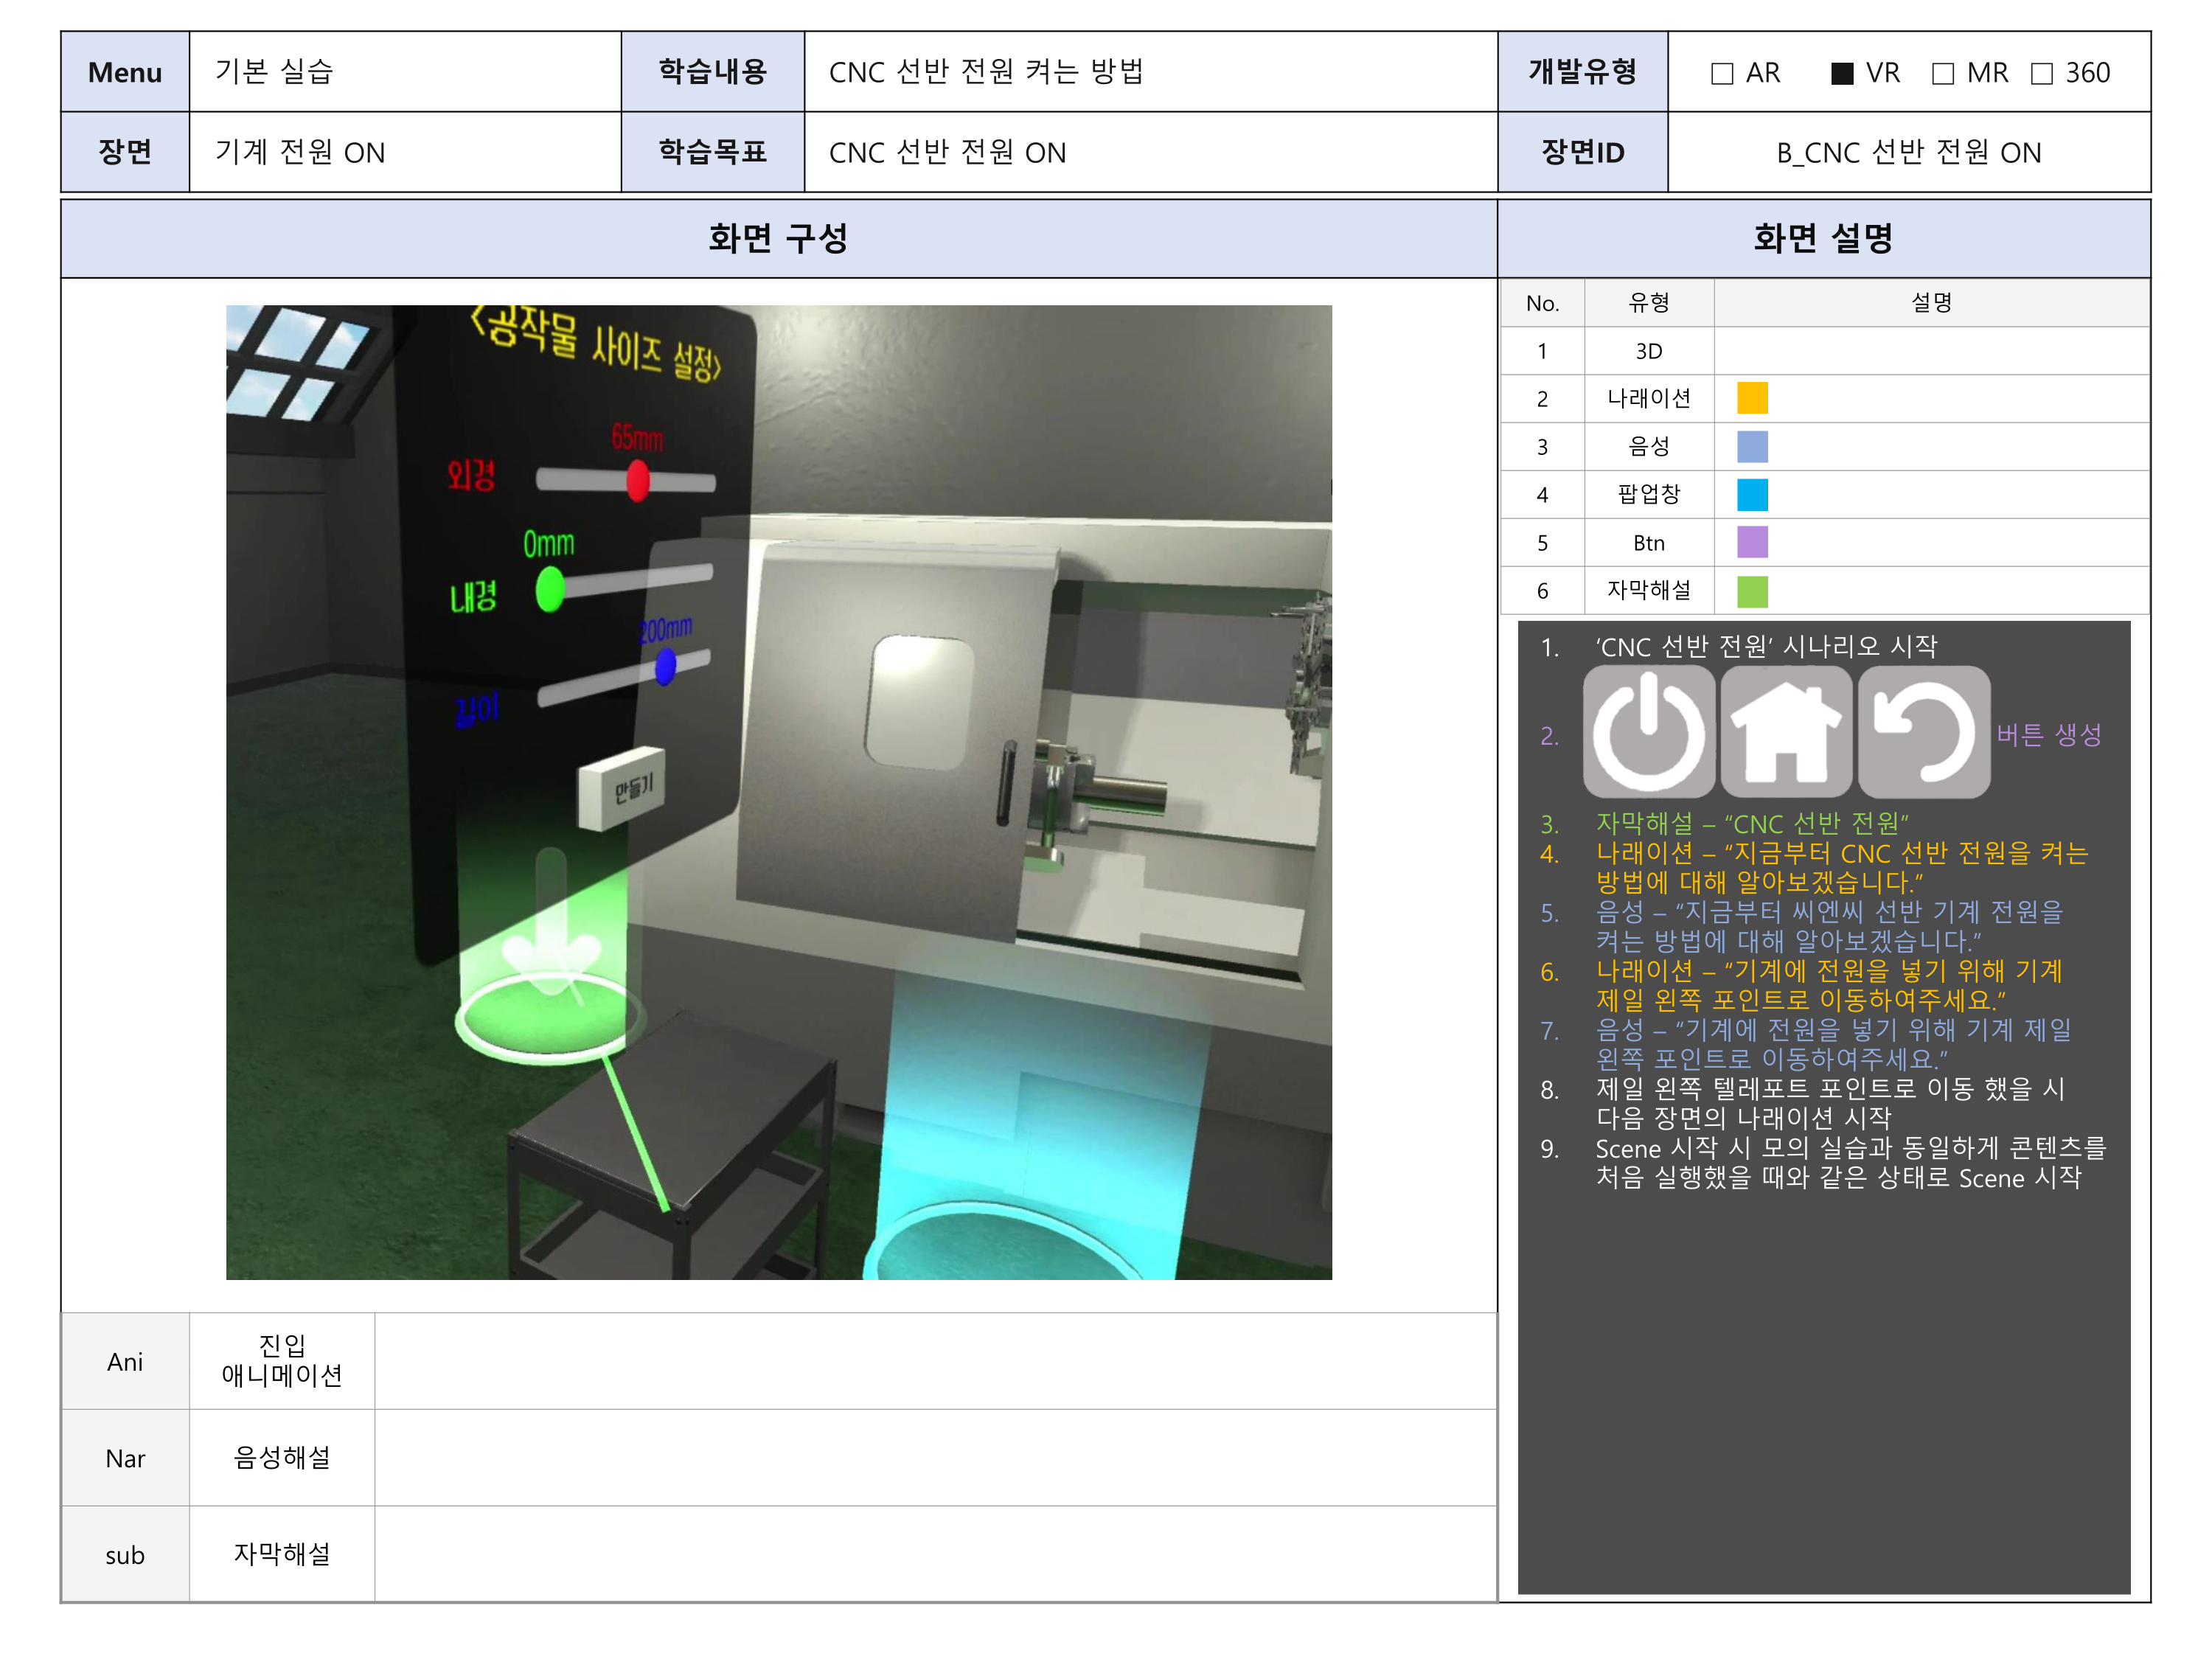 Menu 기본 실습 학습내용 CNC 선반 전원 켜는 방법 개발유형 □ AR ■ VR □ MR □ 360
장면 기계 전원 ON 학습목표 CNC 선반 전원 ON 장면ID B_CNC 선반 전원 ON
화면 구성
<공작물 사이즈 설정>
65mm
외경
0mm
내경
200mm
길이
만들기
Ani 진입 애니메이션
Nar 음성해설
sub 자막해설
화면 설명
No. 유형 설명
1 3D
2 나래이션
3 음성
4 팝업창
5 Btn
6 자막해설
1. ‘CNC 선반 전원’ 시나리오 시작
2. 버튼 생성
3. 자막해설 – “CNC 선반 전원”
4. 나래이션 – “지금부터 CNC 선반 전원을 켜는
방법에 대해 알아보겠습니다.”
5. 음성 – “지금부터 씨엔씨 선반 기계 전원을
켜는 방법에 대해 알아보겠습니다.”
6. 나래이션 – “기계에 전원을 넣기 위해 기계
제일 왼쪽 포인트로 이동하여주세요.”
7. 음성 – “기계에 전원을 넣기 위해 기계 제일
왼쪽 포인트로 이동하여주세요.”
8. 제일 왼쪽 텔레포트 포인트로 이동 했을 시
다음 장면의 나래이션 시작
9. Scene 시작 시 모의 실습과 동일하게 콘텐츠를
처음 실행했을 때와 같은 상태로 Scene 시작